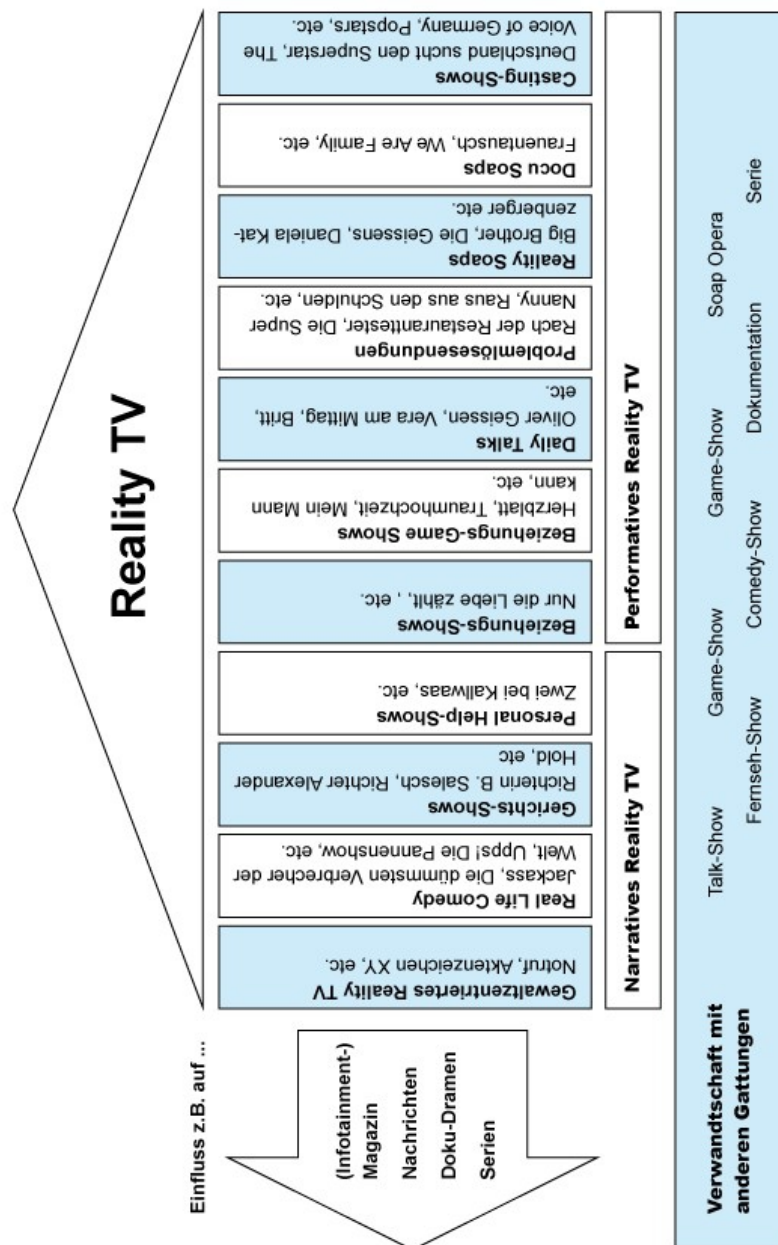 Reality TV
Einfluss z.B. auf ...
(Infotainment-)
Magazin
Nachrichten
Doku-Dramen
Serien
Gewaltzentriertes Reality TV
Notruf, Aktenzeichen XY, etc.
Real Life Comedy
Jackass, Die dümmsten Verbrecher der
Welt, Upps! Die Pannenshow, etc.
Gerichts-Shows
Richterin B. Salesch, Richter Alexander
Hold, etc
Personal Help-Shows
Zwei bei Kallwaas, etc.
Beziehungs-Shows
Nur die Liebe zählt, , etc.
Beziehungs-Game Shows
Herzblatt, Traumhochzeit, Mein Mann
kann, etc.
Daily Talks
Oliver Geissen, Vera am Mittag, Britt,
etc.
Problemlösesendungen
Rach der Restauranttester, Die Super
Nanny, Raus aus den Schulden, etc.
Reality Soaps
Big Brother, Die Geissens, Daniela Kat-
zenberger etc.
Docu Soaps
Frauentausch, We Are Family, etc.
Casting-Shows
Deutschland sucht den Superstar, The
Voice of Germany, Popstars, etc.
Narratives Reality TV
Performatives Reality TV
Verwandtschaft mit
anderen Gattungen
Talk-Show
Game-Show
Game-Show
Soap Opera
Fernseh-Show
Comedy-Show
Dokumentation
Serie